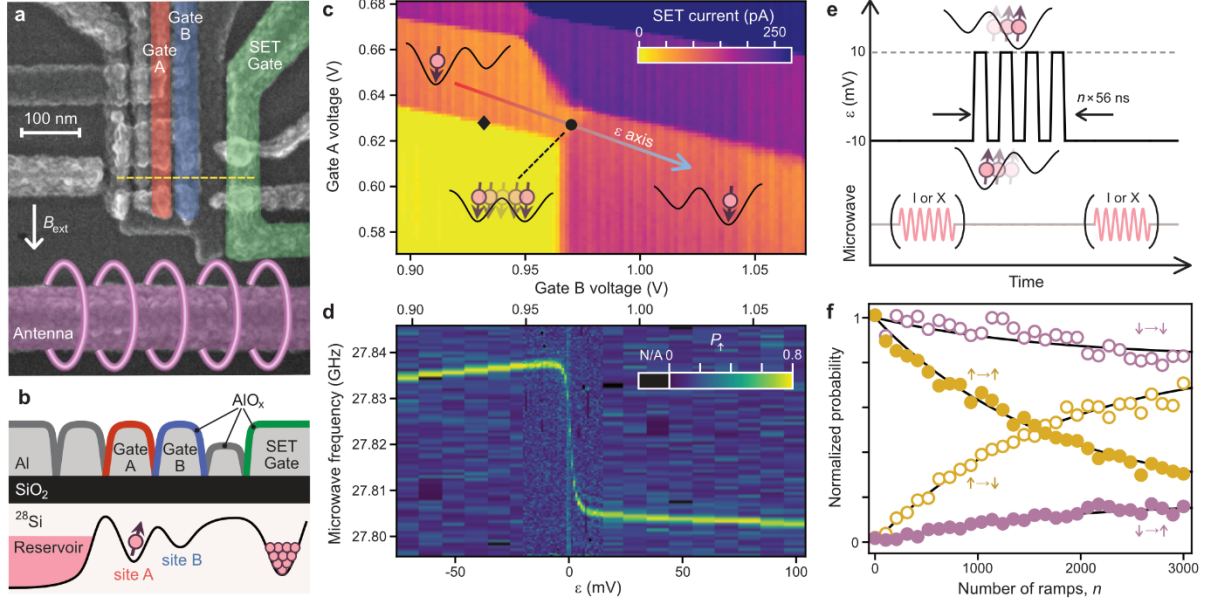 a
Gate A
Gate B
SET Gate
100 nm
Bext
Antenna
b
AlOx
Gate A
Gate B
SET Gate
Al
SiO2
28Si
Reservoir
site A
site B
c
SET current (pA)
0 250
Gate A voltage (V)
0.68
0.66
0.64
0.62
0.60
0.58
ε axis
0.90 0.95 1.00 1.05
Gate B voltage (V)
d
0.90 0.95 1.00 1.05
P↑
N/A 0 0.8
Microwave frequency (GHz)
27.84
27.83
27.82
27.81
27.80
-50 0 50 100
ε (mV)
e
ε (mV)
10
-10
n × 56 ns
Microwave
(I or X)
(I or X)
Time
f
Normalized probability
1
0
↓→↓
↑→↑
↑→↓
↓→↑
0 1000 2000 3000
Number of ramps, n